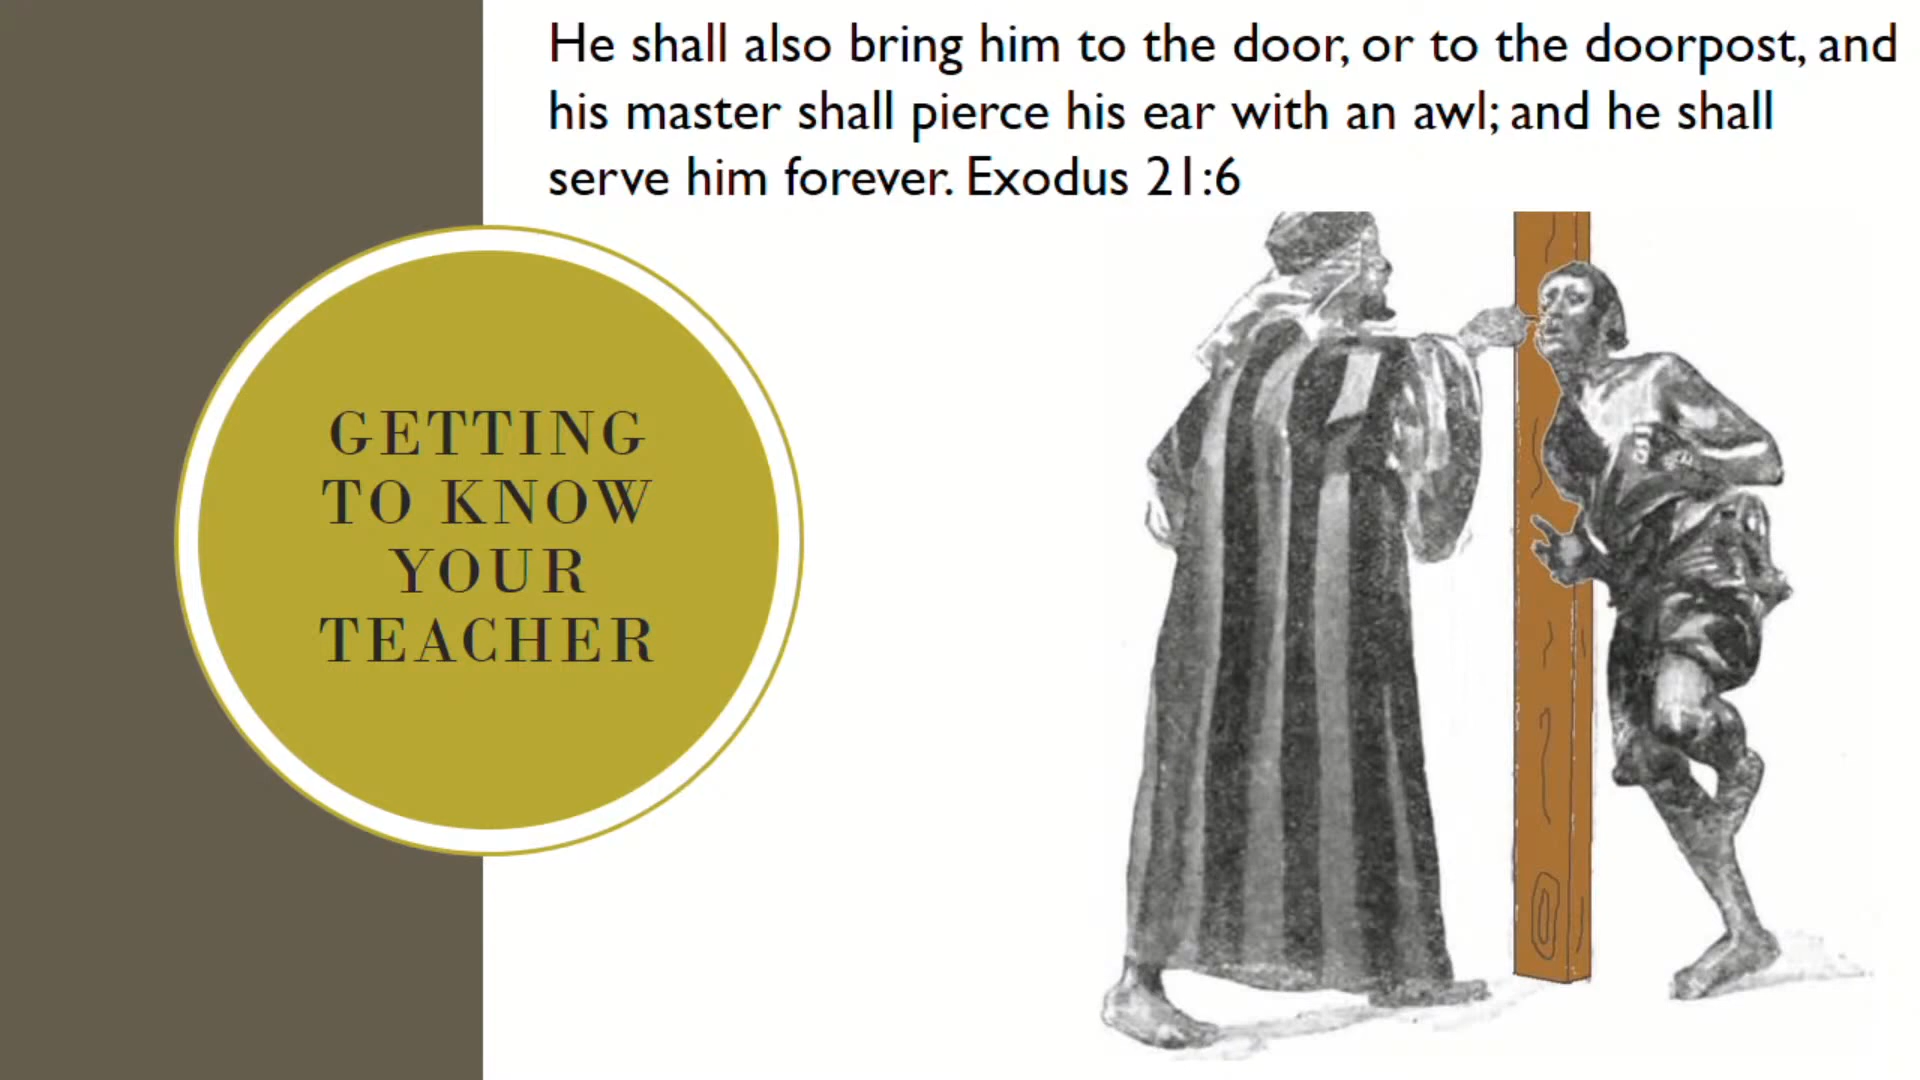 He shall also bring him to the door, or to the doorpost, and
his master shall pierce his ear with an awl; and he shall
serve him forever. Exodus 21:6
GETTING
TO KNOW
YOUR
TEACHER